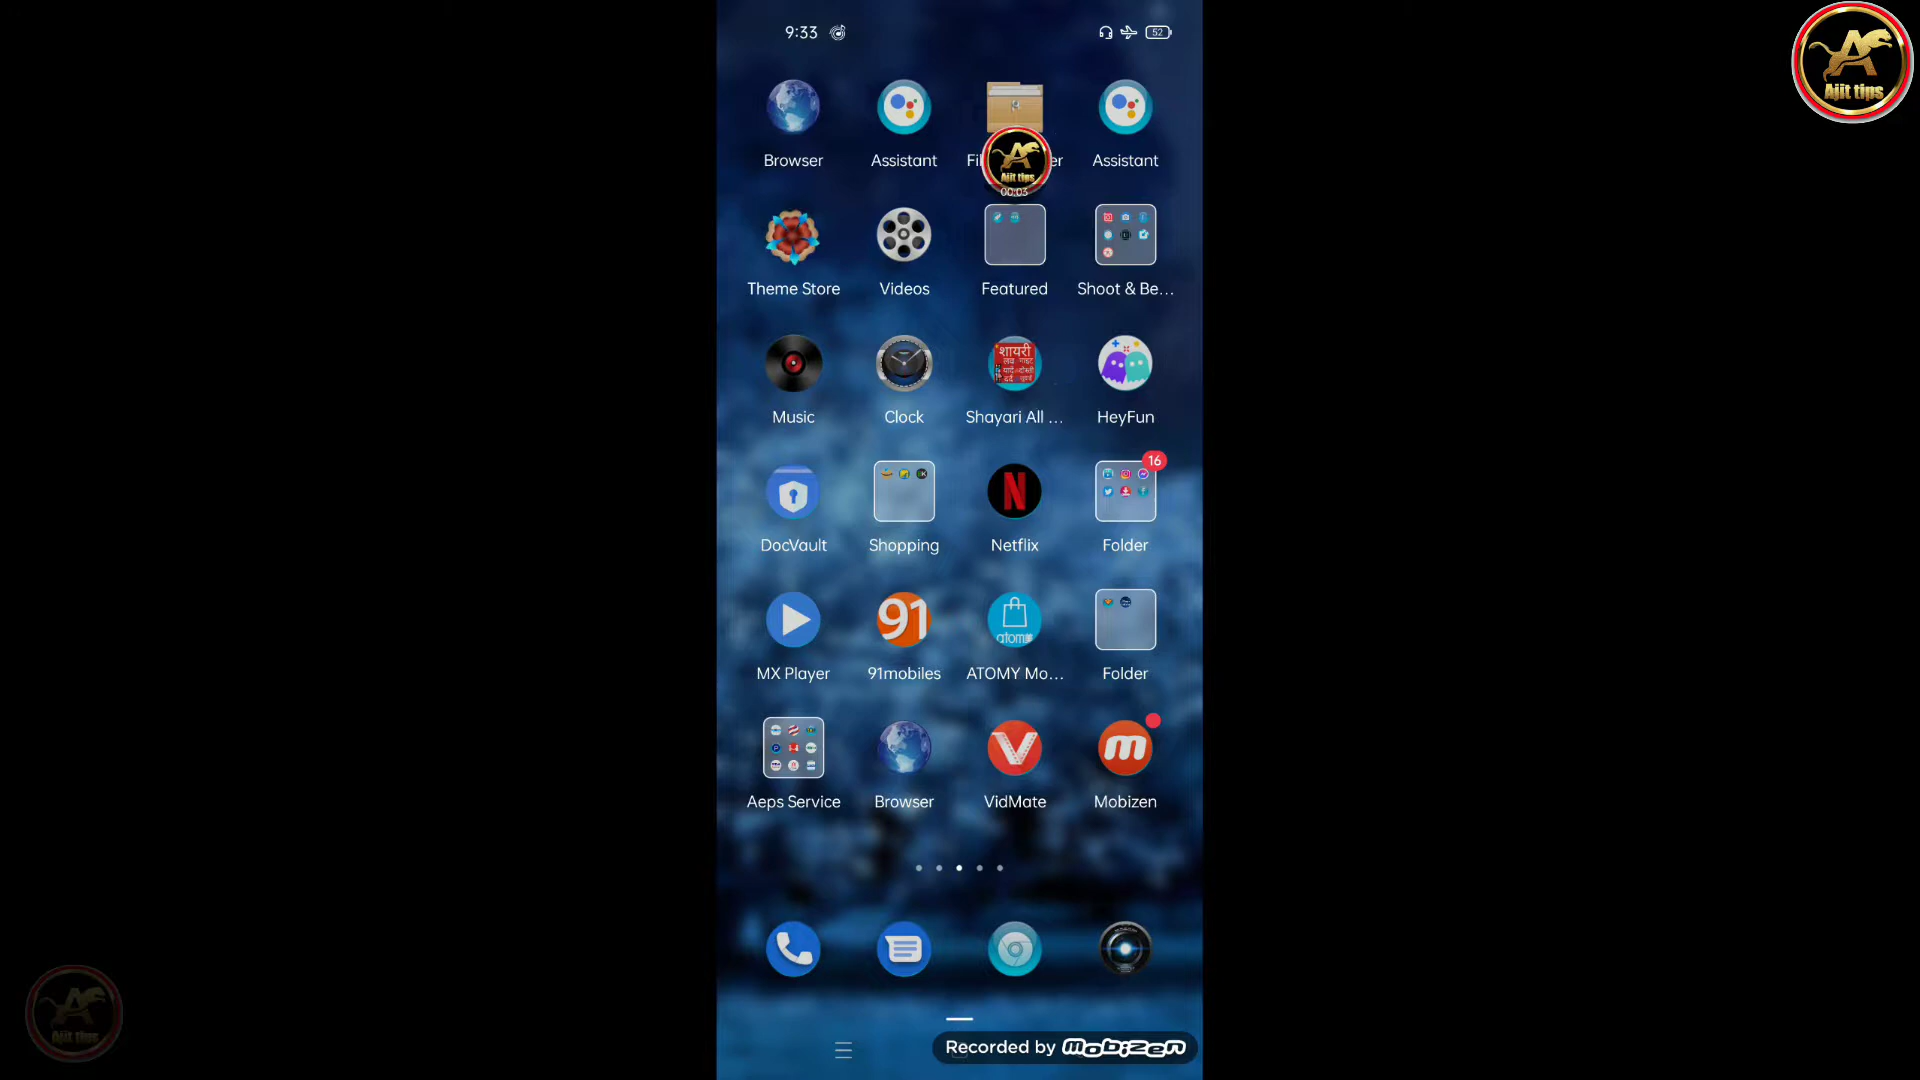 9:33
52
Ajit tips
Browser
Assistant
Assistant
Ajit tips
00:03
Theme Store
Videos
Featured
Shoot & Be...
शायरी
Music
Clock
Shayari All ...
HeyFun
16
N
DocVault
Shopping
Netflix
Folder
91
atomy
MX Player
91mobiles
ATOMY Mo...
Folder
m
Aeps Service
Browser
VidMate
Mobizen
Ajit tips
Recorded by mobizen